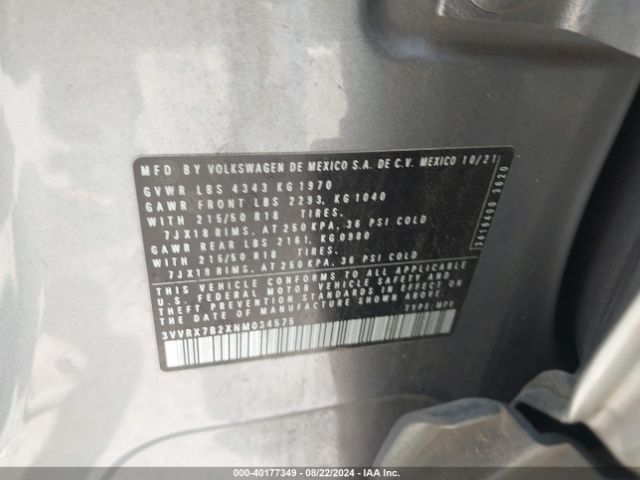 MFD BY VOLKSWAGEN DE MEXICO S.A. DE C.V. MEXICO 10/21
GVWR LBS 4343 KG 1970
GAWR FRONT LBS 2293, KG 1040
WITH 215/50 R18 TIRES.
7JX18 RIMS. AT 250 KPA, 36 PSI COLD
GAWR REAR LBS 2161, KG 0980
WITH 215/50 R18 TIRES.
7JX18 RIMS, AT 250 KPA, 36 PSI COLD
THIS VEHICLE CONFORMS TO ALL APPLICABLE
U.S. FEDERAL MOTOR VEHICLE SAFETY AND
THEFT PREVENTION STANDARDS IN EFFECT ON
THE DATE OF MANUFACTURE SHOWN ABOVE.
3VVRX7B2XNM034575 TYPE: MPV
000-40177349 | 08/22/2024 | IAA Inc.